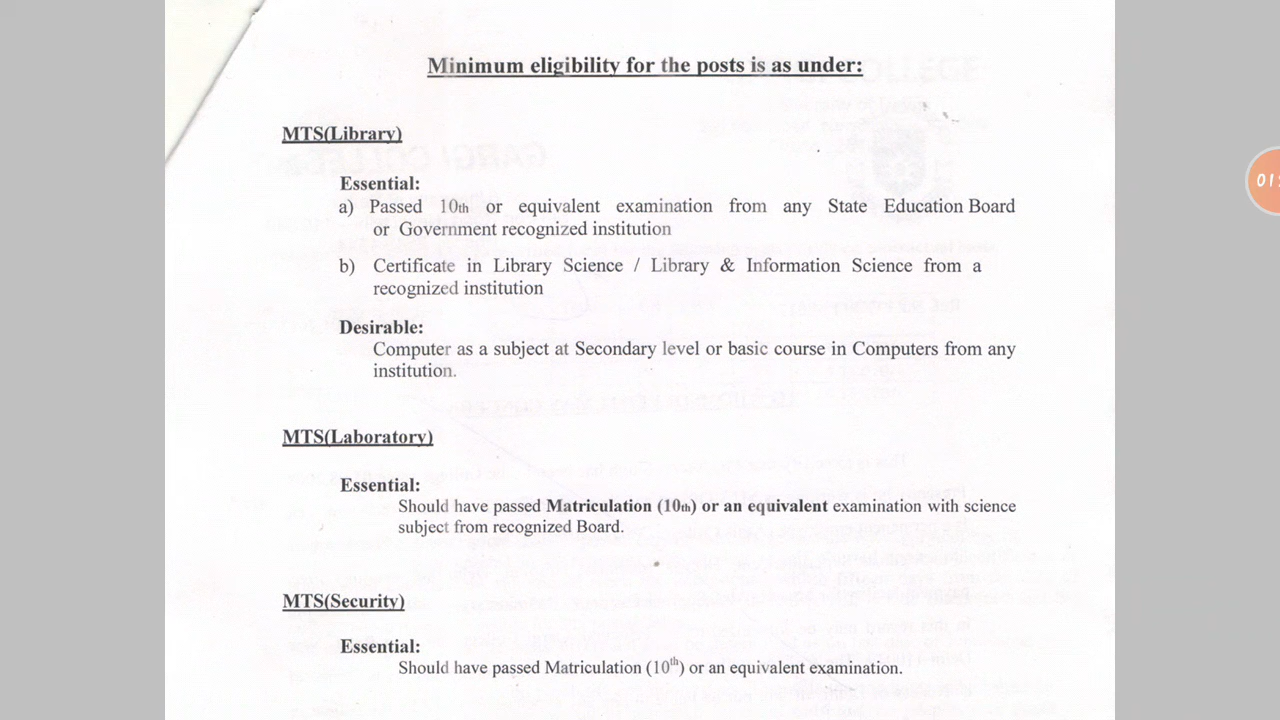 Minimum eligibility for the posts is as under:
MTS(Library)
Essential:
a) Passed 10th or equivalent examination from any State Education Board
or Government recognized institution
b) Certificate in Library Science / Library & Information Science from a
recognized institution
Desirable:
Computer as a subject at Secondary level or basic course in Computers from any
institution.
MTS(Laboratory)
Essential:
Should have passed Matriculation (10th) or an equivalent examination with science
subject from recognized Board.
MTS(Security)
Essential:
Should have passed Matriculation (10th) or an equivalent examination.